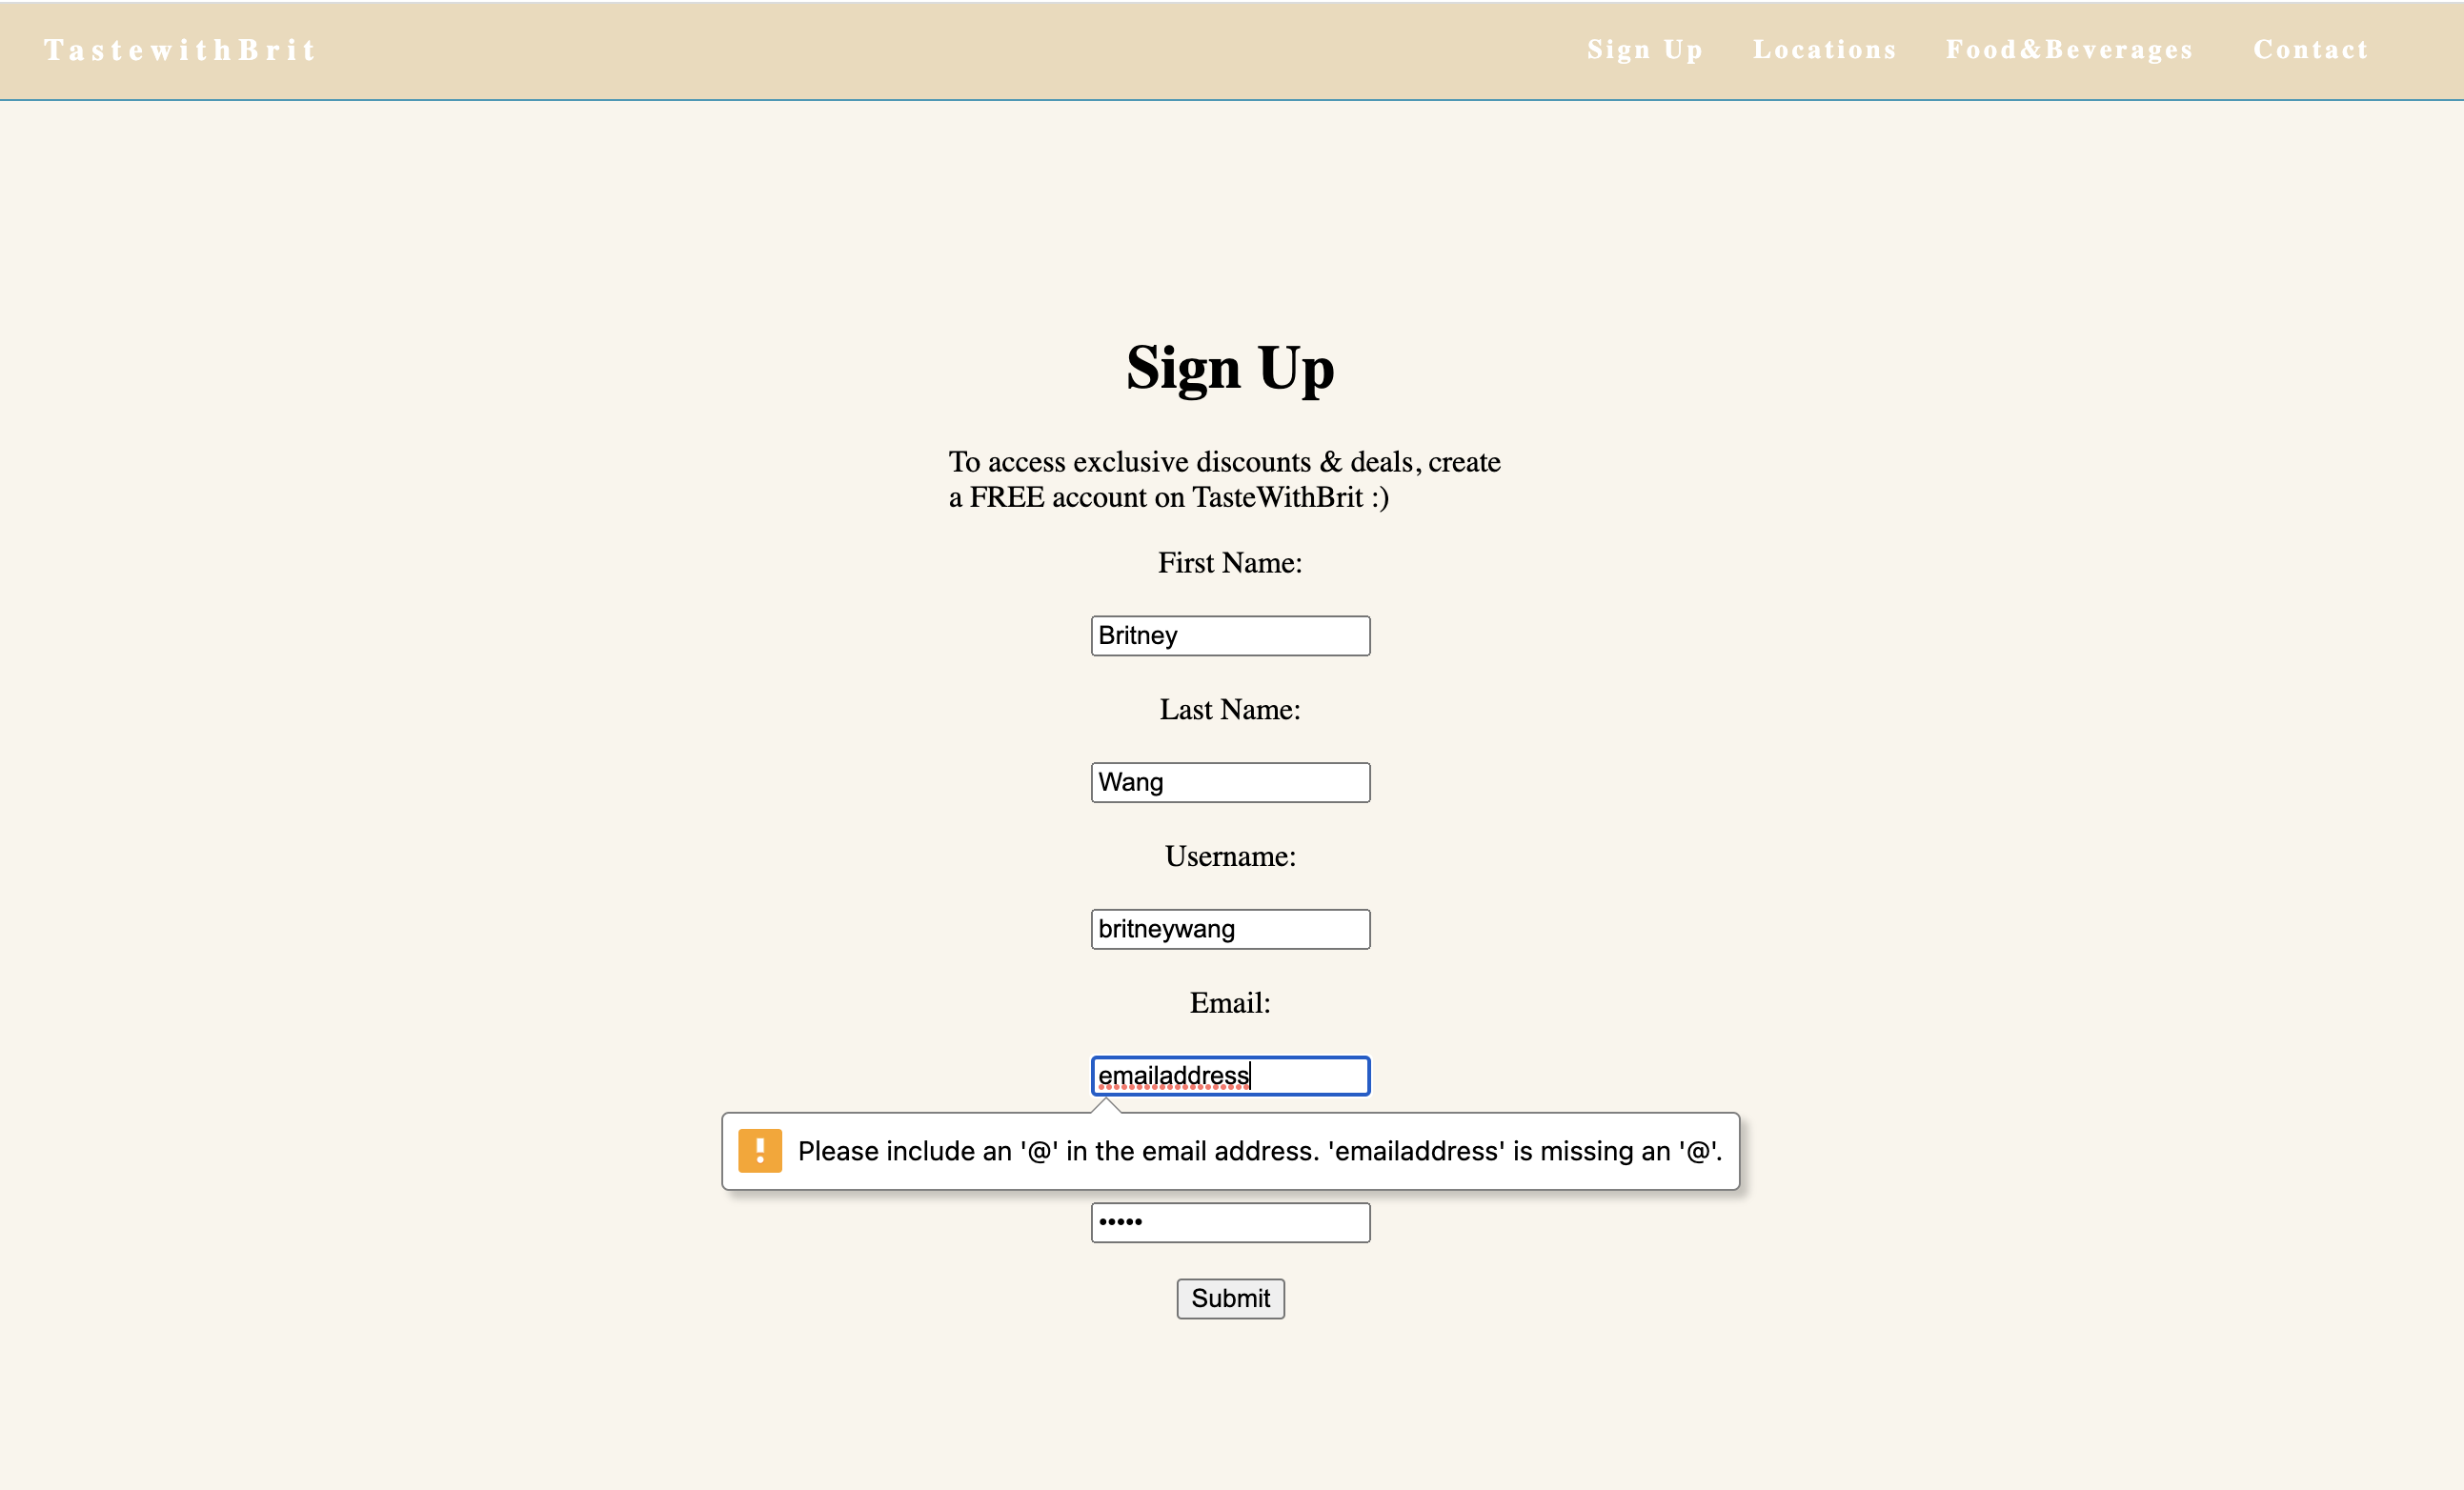 TastewithBrit
Sign Up Locations Food&Beverages Contact
Sign Up
To access exclusive discounts & deals, create
a FREE account on TasteWithBrit :)
First Name:
Britney
Last Name:
Wang
Username:
britneywang
Email:
emailaddress
! Please include an '@' in the email address. 'emailaddress' is missing an '@'.
•••••
Submit